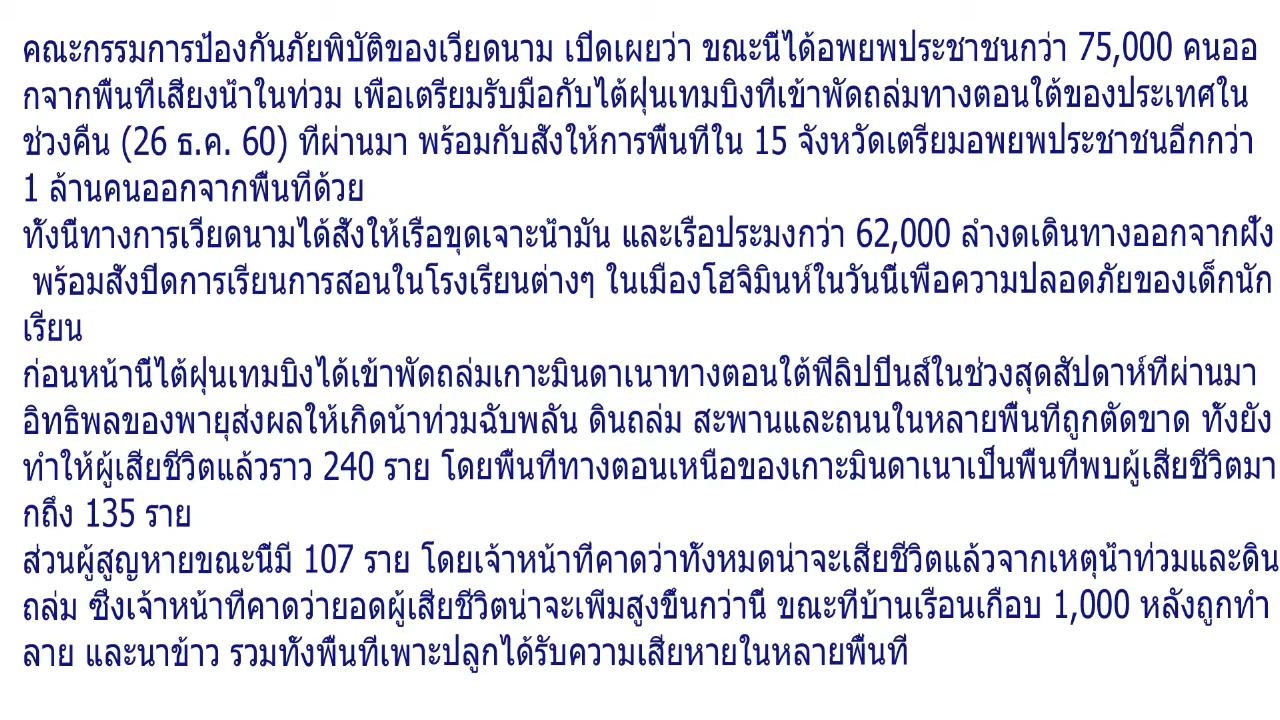 คณะกรรมการป้องกันภัยพิบัติของเวียดนาม เปิดเผยว่า ขณะนี้ได้อพยพประชาชนกว่า 75,000 คนออ
กจากพื้นที่เสี่ยงน้ำในท่วม เพื่อเตรียมรับมือกับไต้ฝุ่นเทมบิงที่เข้าพัดถล่มทางตอนใต้ของประเทศใน
ช่วงคืน (26 ธ.ค. 60) ที่ผ่านมา พร้อมกับสั่งให้การพื้นที่ใน 15 จังหวัดเตรียมอพยพประชาชนอีกกว่า
1 ล้านคนออกจากพื้นที่ด้วย
ทั้งนี้ทางการเวียดนามได้สั่งให้เรือขุดเจาะน้ำมัน และเรือประมงกว่า 62,000 ลำงดเดินทางออกจากฝั่ง
พร้อมสั่งปิดการเรียนการสอนในโรงเรียนต่างๆ ในเมืองโฮจิมินห์ในวันนี้เพื่อความปลอดภัยของเด็กนัก
เรียน
ก่อนหน้านี้ไต้ฝุ่นเทมบิงได้เข้าพัดถล่มเกาะมินดาเนาทางตอนใต้ฟิลิปปินส์ในช่วงสุดสัปดาห์ที่ผ่านมา
อิทธิพลของพายุส่งผลให้เกิดน้ำท่วมฉับพลัน ดินถล่ม สะพานและถนนในหลายพื้นที่ถูกตัดขาด ทั้งยัง
ทำให้ผู้เสียชีวิตแล้วราว 240 ราย โดยพื้นที่ทางตอนเหนือของเกาะมินดาเนาเป็นพื้นที่พบผู้เสียชีวิตมา
กถึง 135 ราย
ส่วนผู้สูญหายขณะนี้มี 107 ราย โดยเจ้าหน้าที่คาดว่าทั้งหมดน่าจะเสียชีวิตแล้วจากเหตุน้ำท่วมและดิน
ถล่ม ซึ่งเจ้าหน้าที่คาดว่ายอดผู้เสียชีวิตน่าจะเพิ่มสูงขึ้นกว่านี้ ขณะที่บ้านเรือนเกือบ 1,000 หลังถูกทำ
ลาย และนาข้าว รวมทั้งพื้นที่เพาะปลูกได้รับความเสียหายในหลายพื้นที่